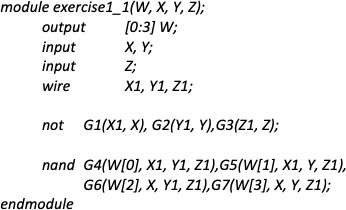 module exercise1_1(W, X, Y, Z);
output [0:3] W;
input X, Y;
input Z;
wire X1, Y1, Z1;
not G1(X1, X), G2(Y1, Y),G3(Z1, Z);
nand G4(W[0], X1, Y1, Z1),G5(W[1], X1, Y, Z1),
G6(W[2], X, Y1, Z1),G7(W[3], X, Y, Z1);
endmodule